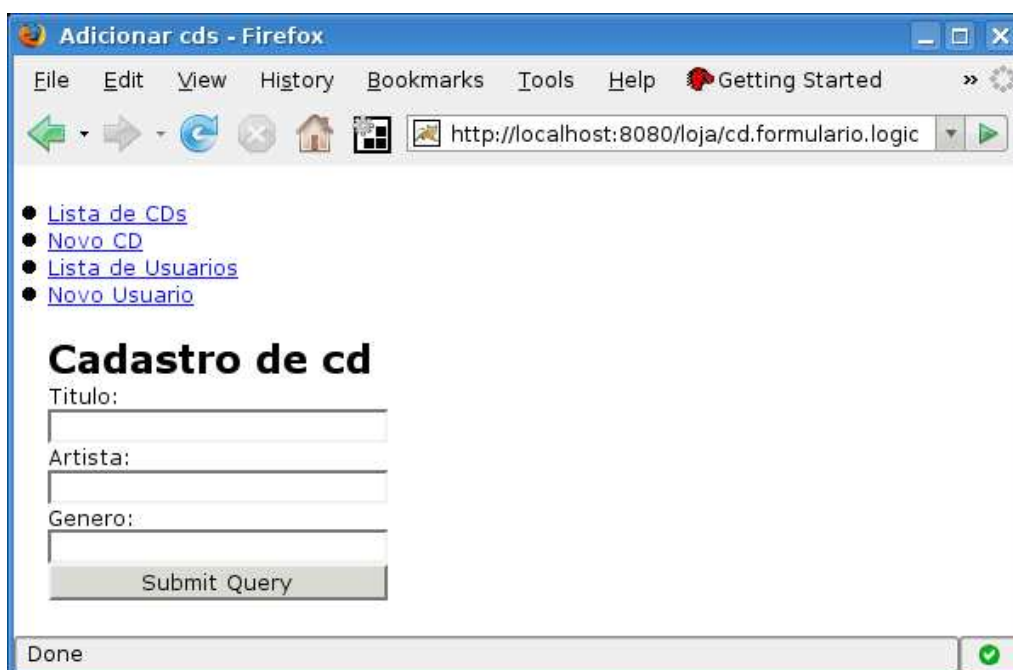 Adicionar cds - Firefox
File Edit View History Bookmarks Tools Help Getting Started »
http://localhost:8080/loja/cd.formulario.logic
Lista de CDs
Novo CD
Lista de Usuarios
Novo Usuario
Cadastro de cd
Titulo:
Artista:
Genero:
Submit Query
Done